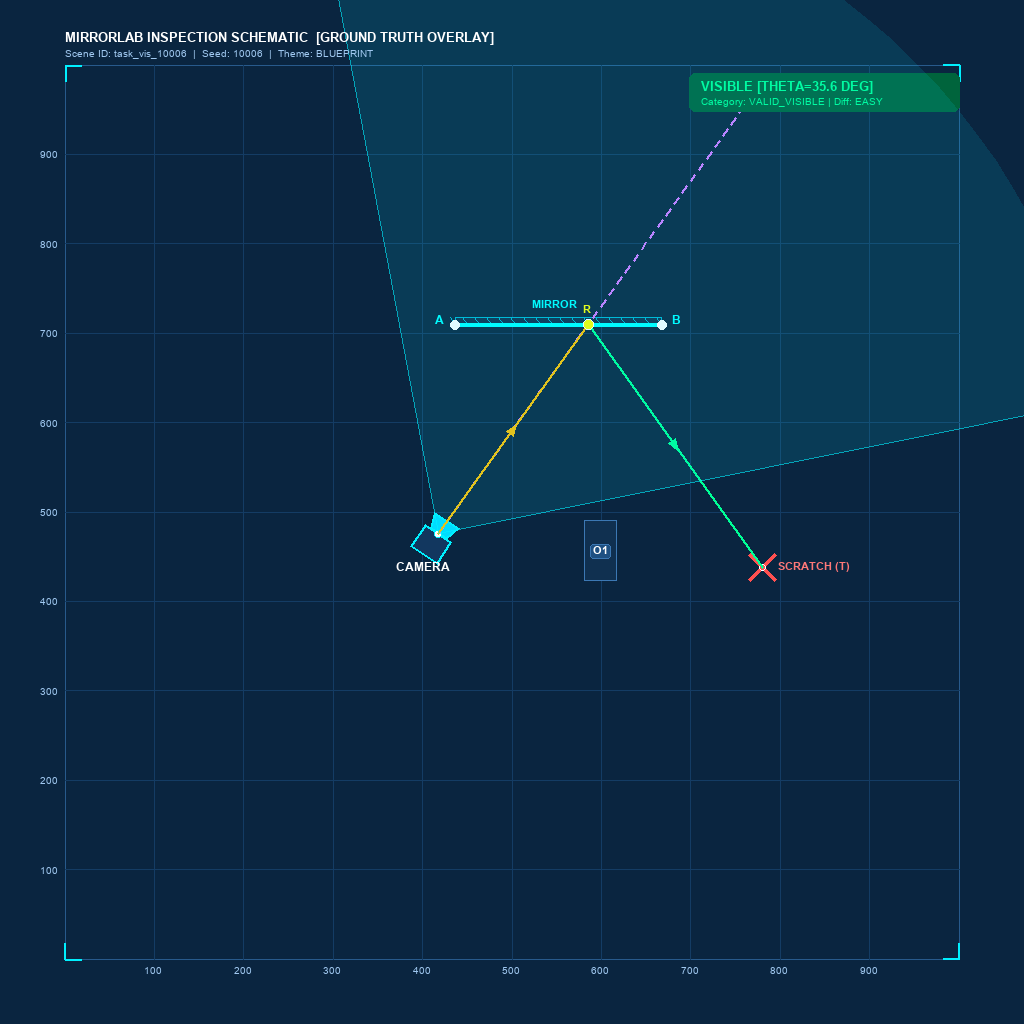 MIRRORLAB INSPECTION SCHEMATIC [GROUND TRUTH OVERLAY]
Scene ID: task_vis_10006 | Seed: 10006 | Theme: BLUEPRINT
VISIBLE [THETA=35.6 DEG]
Category: VALID_VISIBLE | Diff: EASY
900
800
MIRROR
R
A
B
700
600
500
O1
CAMERA
SCRATCH (T)
400
300
200
100
100 200 300 400 500 600 700 800 900